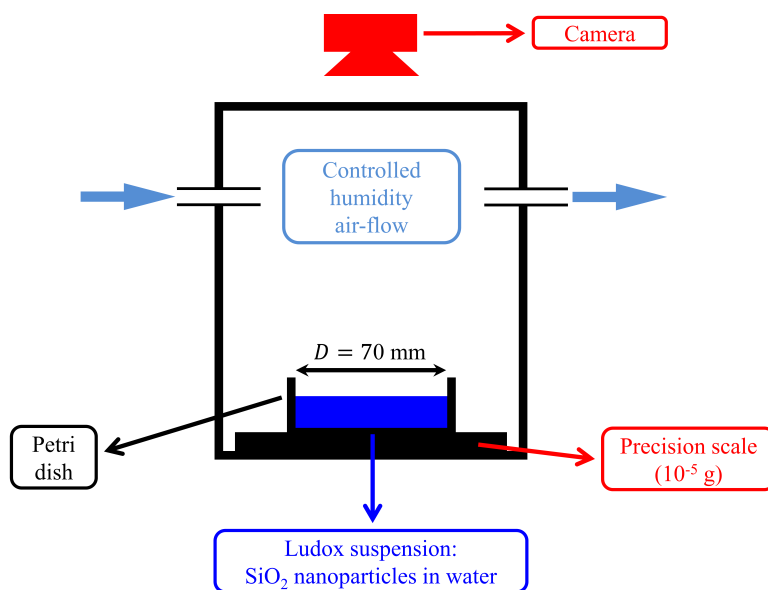 Camera
Controlled
humidity
air-flow
D = 70 mm
Petri
dish
Precision scale
(10⁻⁵ g)
Ludox suspension:
SiO₂ nanoparticles in water